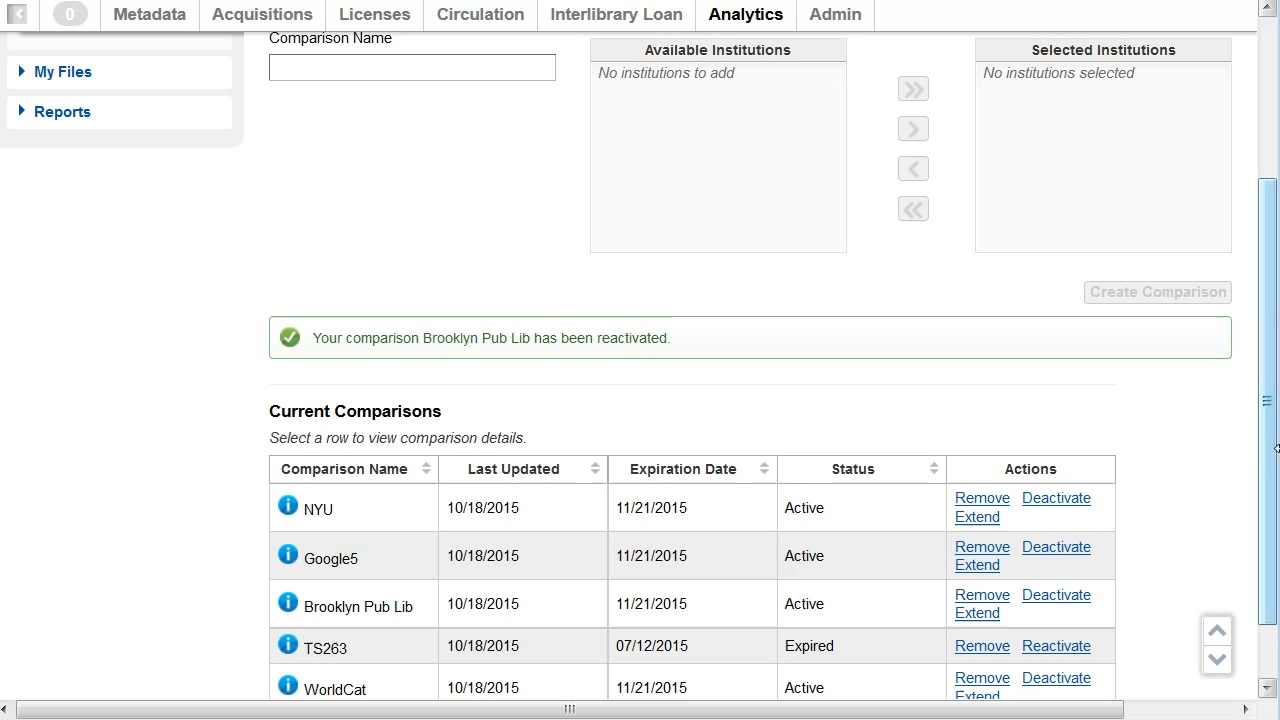 0 Metadata Acquisitions Licenses Circulation Interlibrary Loan Analytics Admin
My Files
Reports
Comparison Name
Available Institutions
No institutions to add
Selected Institutions
No institutions selected
Create Comparison
Your comparison Brooklyn Pub Lib has been reactivated.
Current Comparisons
Select a row to view comparison details.
Comparison Name Last Updated Expiration Date Status Actions
NYU 10/18/2015 11/21/2015 Active Remove Deactivate
Extend
Google5 10/18/2015 11/21/2015 Active Remove Deactivate
Extend
Brooklyn Pub Lib 10/18/2015 11/21/2015 Active Remove Deactivate
Extend
TS263 10/18/2015 07/12/2015 Expired Remove Reactivate
WorldCat 10/18/2015 11/21/2015 Active Remove Deactivate
Extend